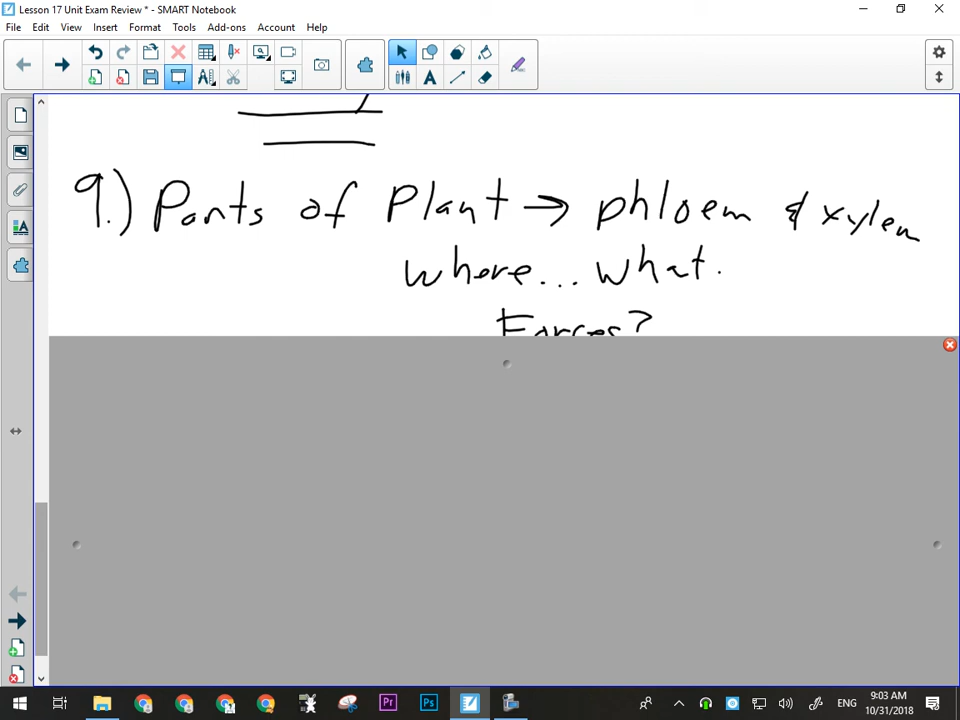 Lesson 17 Unit Exam Review * - SMART Notebook
File Edit View Insert Format Tools Add-ons Help
9.) Parts of Plant → phloem & xylem
where... what.
Forces?
ENG
9:03 AM
10/31/2018